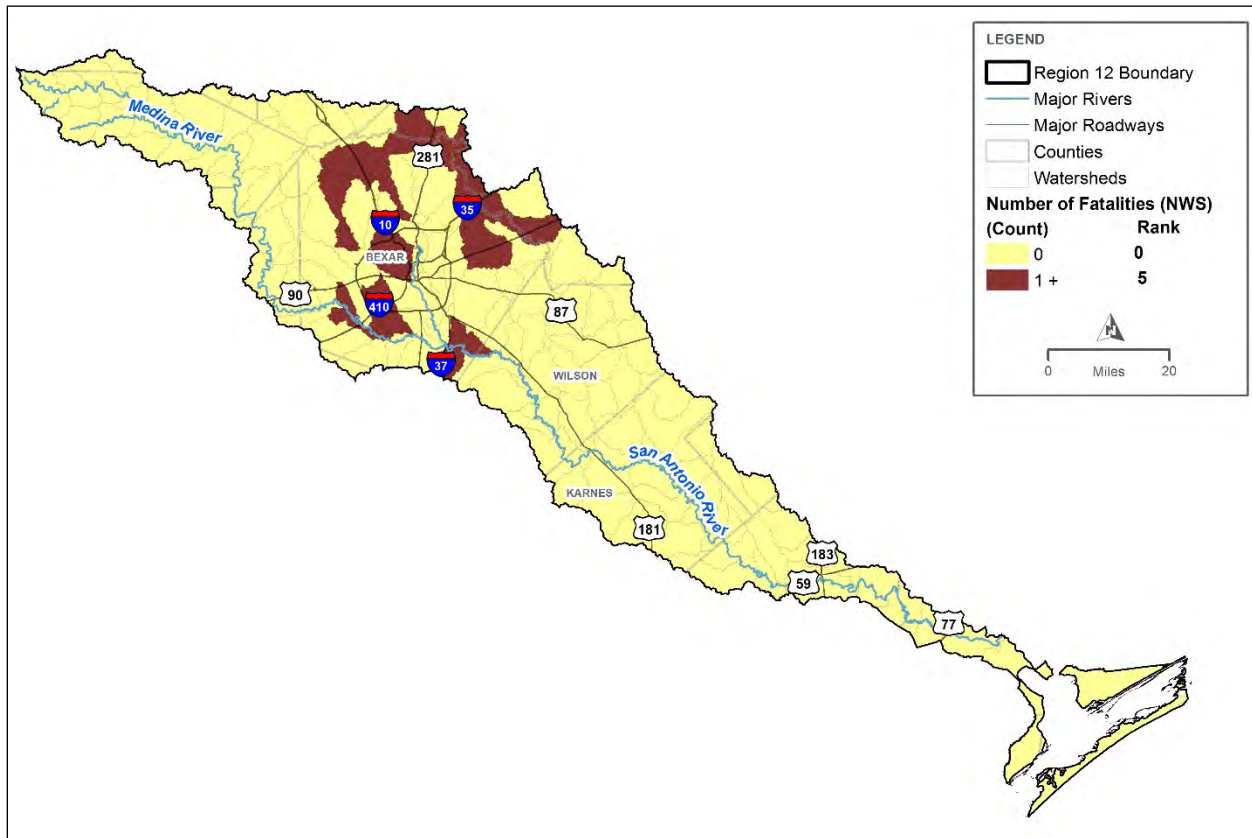 LEGEND
Region 12 Boundary
Major Rivers
Major Roadways
Counties
Watersheds
Number of Fatalities (NWS)
(Count) Rank
0 0
1 + 5
N
0 Miles 20
Medina River
281
35
10
BEXAR
90
410
87
37
WILSON
San Antonio River
KARNES
181
183
59
77